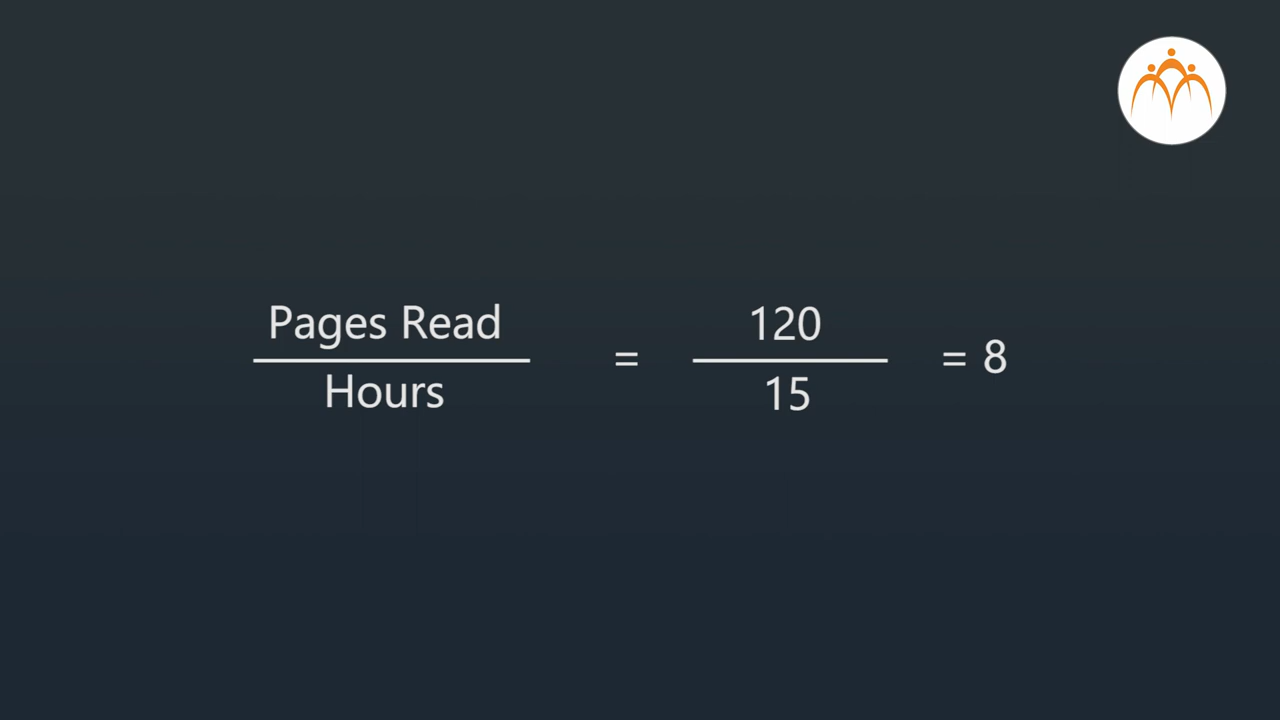 Pages Read
Hours
=
120
15
= 8